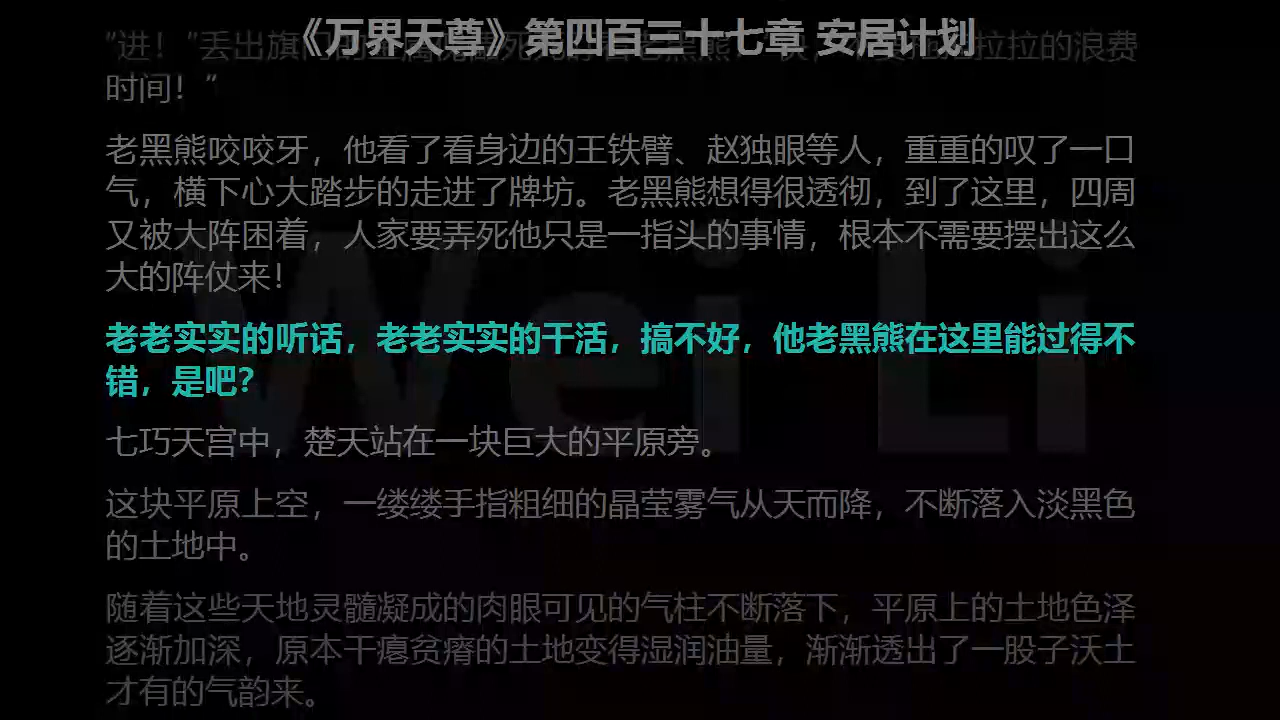 《万界天尊》第四百三十七章 安居计划
“进！”丢出旗门的 拉拉的浪费
时间！”
老黑熊咬咬牙，他看了看身边的王铁臂、赵独眼等人，重重的叹了一口
气，横下心大踏步的走进了牌坊。老黑熊想得很透彻，到了这里，四周
又被大阵困着，人家要弄死他只是一指头的事情，根本不需要摆出这么
大的阵仗来！
老老实实的听话，老老实实的干活，搞不好，他老黑熊在这里能过得不
错，是吧？
七巧天宫中，楚天站在一块巨大的平原旁。
这块平原上空，一缕缕手指粗细的晶莹雾气从天而降，不断落入淡黑色
的土地中。
随着这些天地灵髓凝成的肉眼可见的气柱不断落下，平原上的土地色泽
逐渐加深，原本干瘪贫瘠的土地变得湿润油量，渐渐透出了一股子沃土
才有的气韵来。
Wei Li